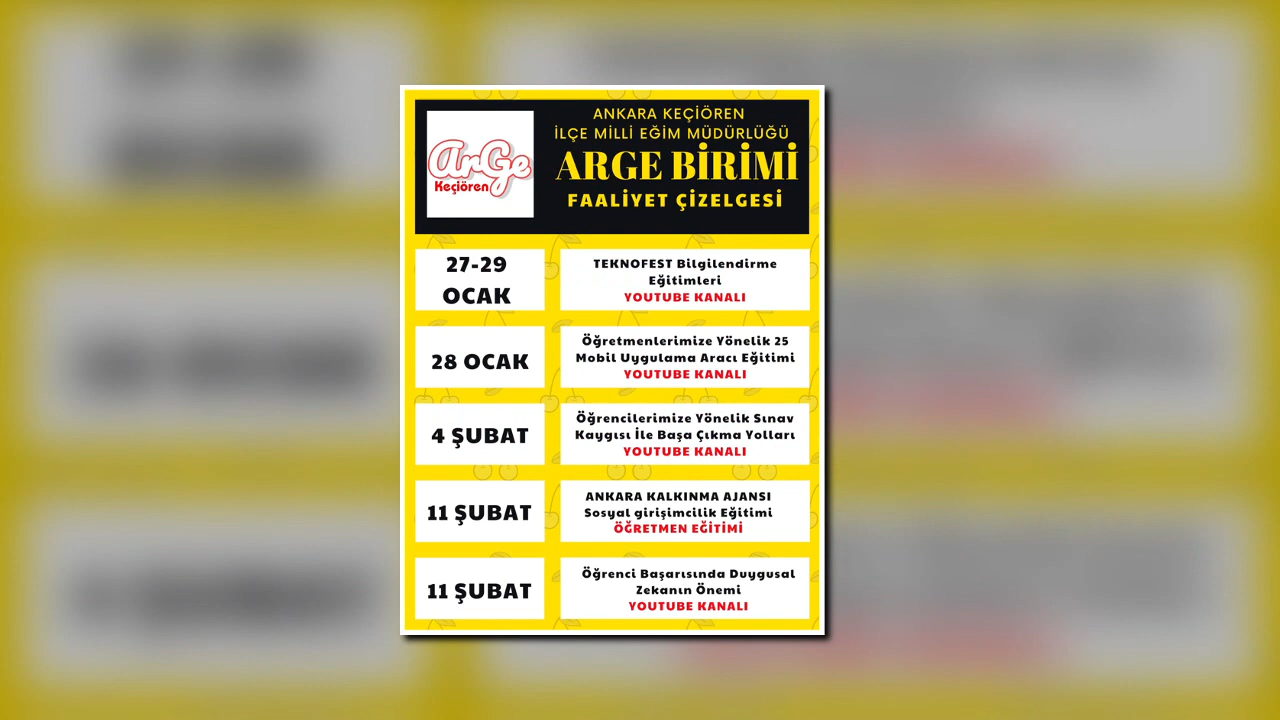 ArGe
Keçiören
ANKARA KEÇİÖREN
İLÇE MİLLİ EĞİM MÜDÜRLÜĞÜ
ARGE BİRİMİ
FAALİYET ÇİZELGESİ
27-29
OCAK
TEKNOFEST Bilgilendirme
Eğitimleri
YOUTUBE KANALI
28 OCAK
Öğretmenlerimize Yönelik 25
Mobil Uygulama Aracı Eğitimi
YOUTUBE KANALI
4 ŞUBAT
Öğrencilerimize Yönelik Sınav
Kaygısı İle Başa Çıkma Yolları
YOUTUBE KANALI
11 ŞUBAT
ANKARA KALKINMA AJANSI
Sosyal girişimcilik Eğitimi
ÖĞRETMEN EĞİTİMİ
11 ŞUBAT
Öğrenci Başarısında Duygusal
Zekanın Önemi
YOUTUBE KANALI